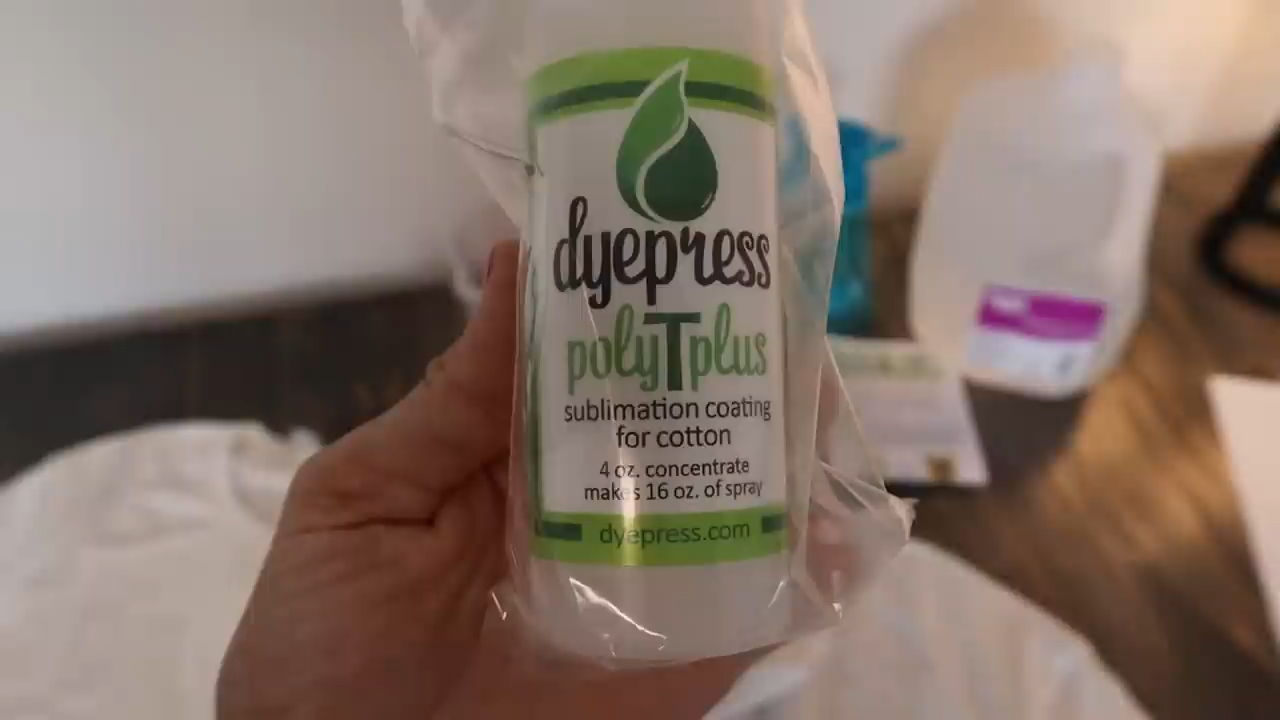 dyepress
polyTplus
sublimation coating
for cotton
4 oz. concentrate
makes 16 oz. of spray
dyepress.com